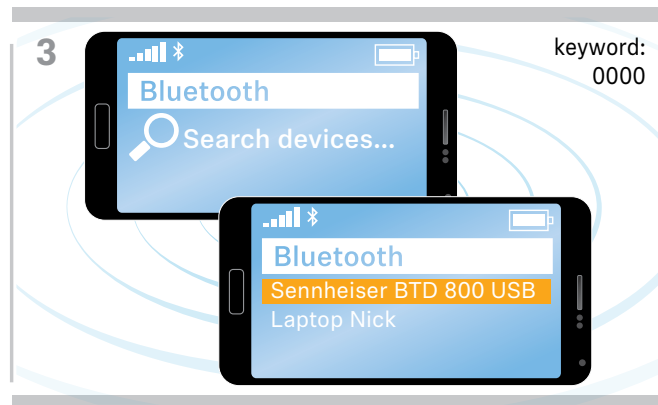 3
keyword:
0000
Bluetooth
Search devices...
Bluetooth
Sennheiser BTD 800 USB
Laptop Nick